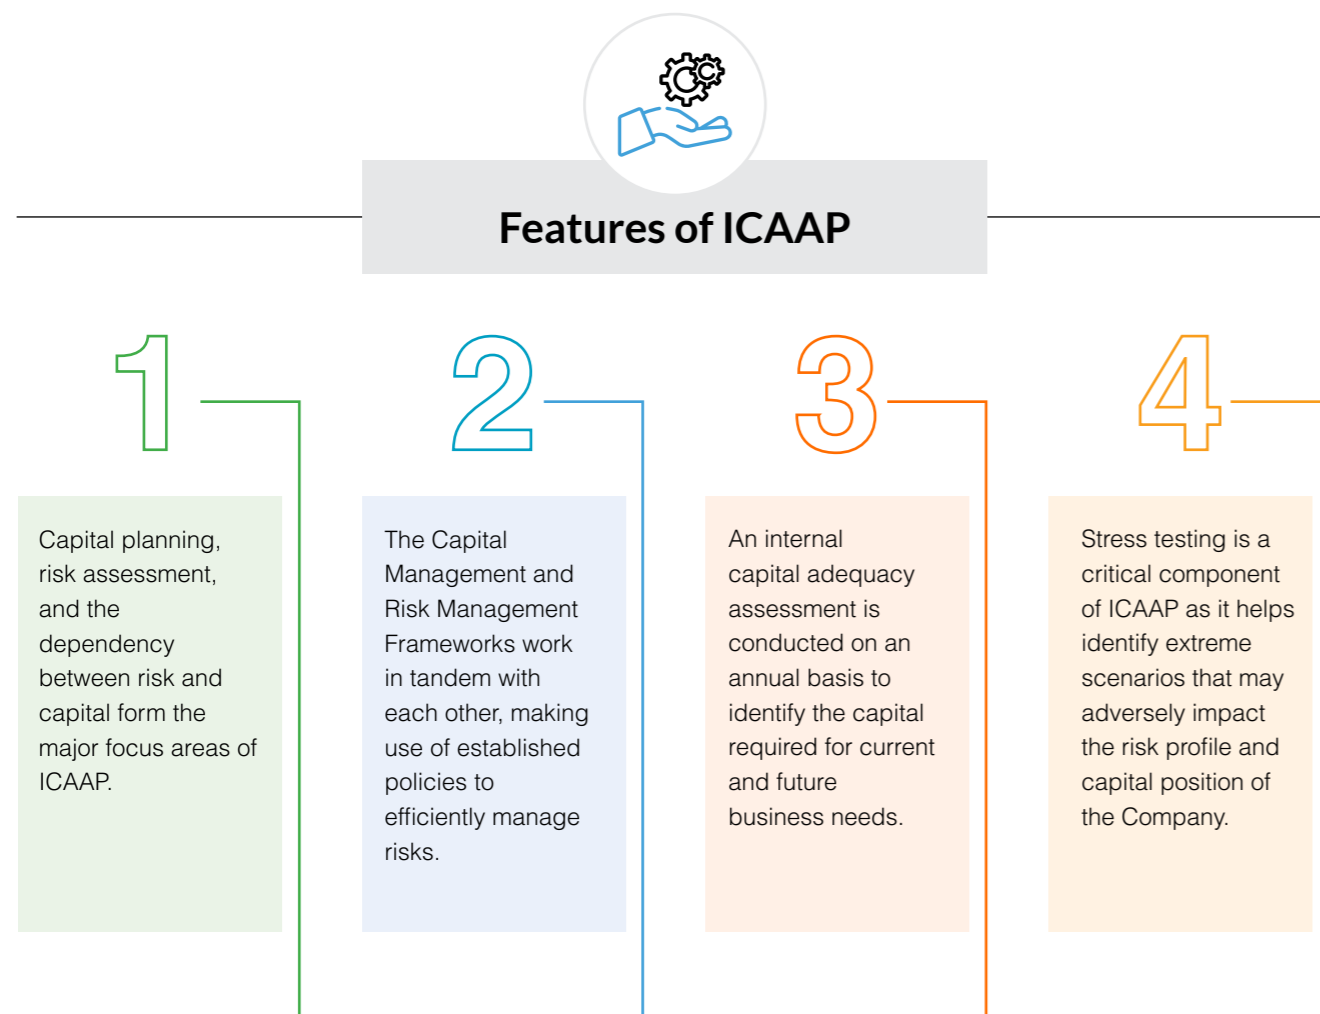 Features of ICAAP
1
Capital planning,
risk assessment,
and the
dependency
between risk and
capital form the
major focus areas of
ICAAP.
2
The Capital
Management and
Risk Management
Frameworks work
in tandem with
each other, making
use of established
policies to
efficiently manage
risks.
3
An internal
capital adequacy
assessment is
conducted on an
annual basis to
identify the capital
required for current
and future
business needs.
4
Stress testing is a
critical component
of ICAAP as it helps
identify extreme
scenarios that may
adversely impact
the risk profile and
capital position of
the Company.